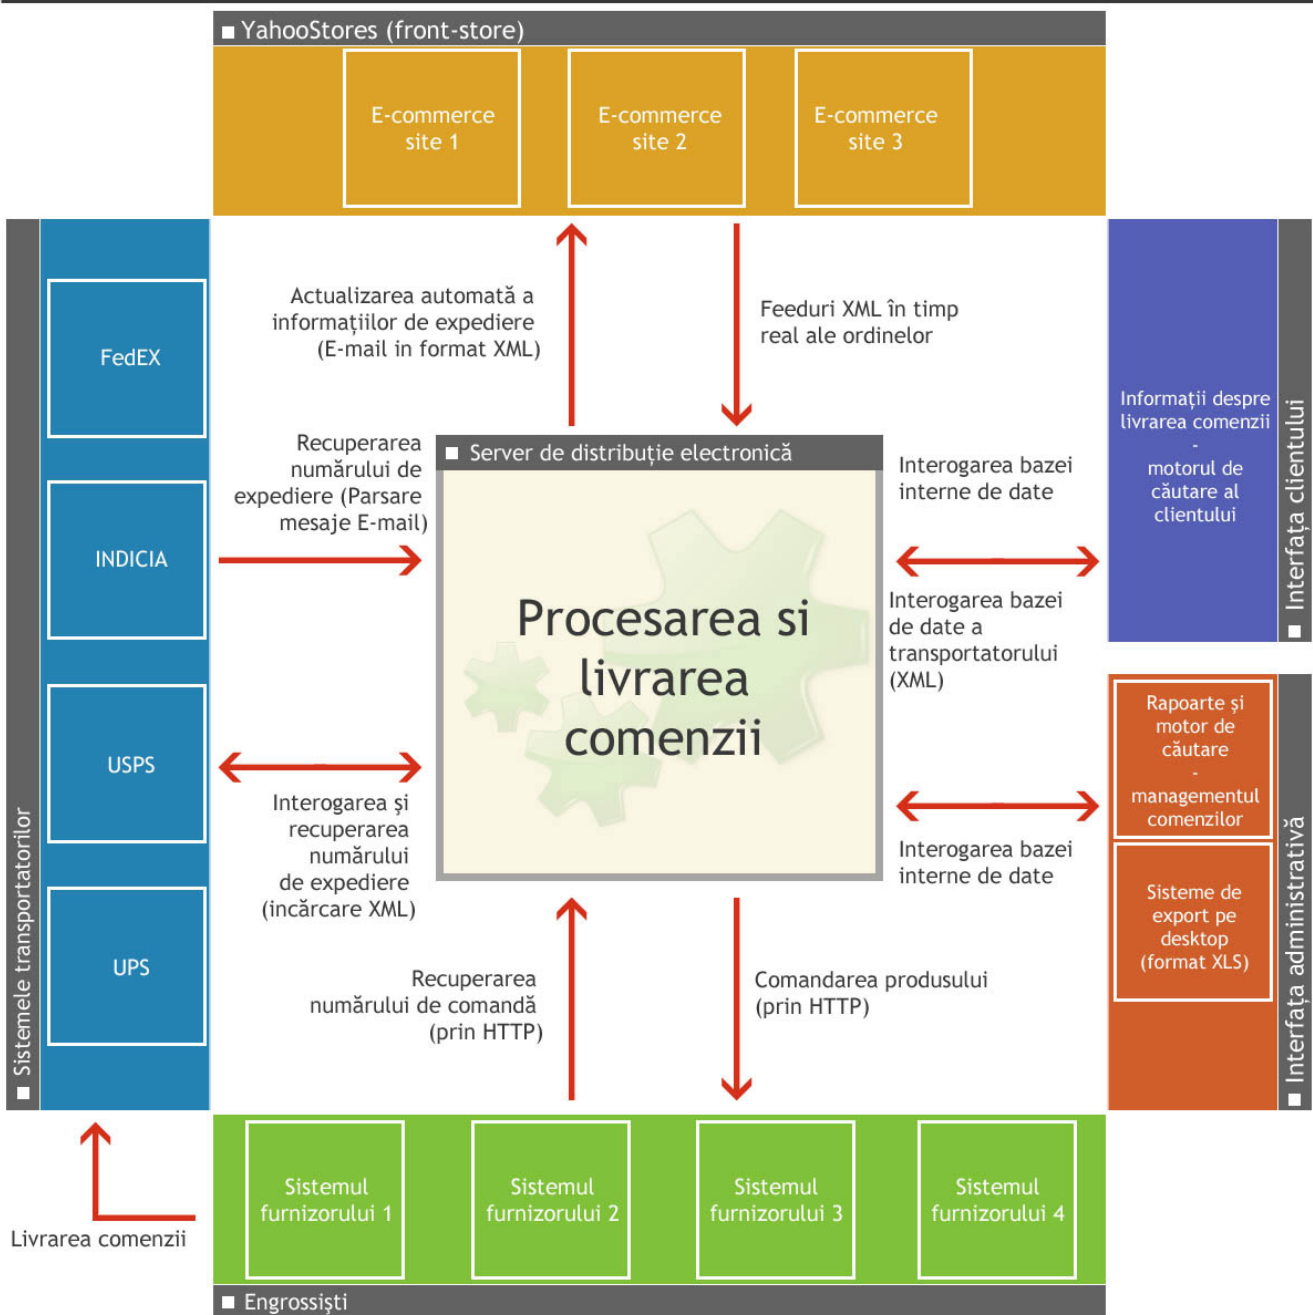 YahooStores (front-store)
E-commerce
site 1
E-commerce
site 2
E-commerce
site 3
Sistemele transportatorilor
FedEX
INDICIA
USPS
UPS
Actualizarea automată a
informațiilor de expediere
(E-mail in format XML)
Feeduri XML în timp
real ale ordinelor
Recuperarea
numărului de
expediere (Parsare
mesaje E-mail)
Server de distribuție electronică
Procesarea si
livrarea
comenzii
Interogarea bazei
interne de date
Interogarea bazei
de date a
transportatorului
(XML)
Informații despre
livrarea comenzii
-
motorul de
căutare al
clientului
Interfața clientului
Interogarea și
recuperarea
numărului
de expediere
(incărcare XML)
Interogarea bazei
interne de date
Rapoarte și
motor de
căutare
-
managementul
comenzilor
Sisteme de
export pe
desktop
(format XLS)
Interfața administrativă
Recuperarea
numărului de comandă
(prin HTTP)
Comandarea produsului
(prin HTTP)
Livrarea comenzii
Sistemul
furnizorului 1
Sistemul
furnizorului 2
Sistemul
furnizorului 3
Sistemul
furnizorului 4
Engrossiști